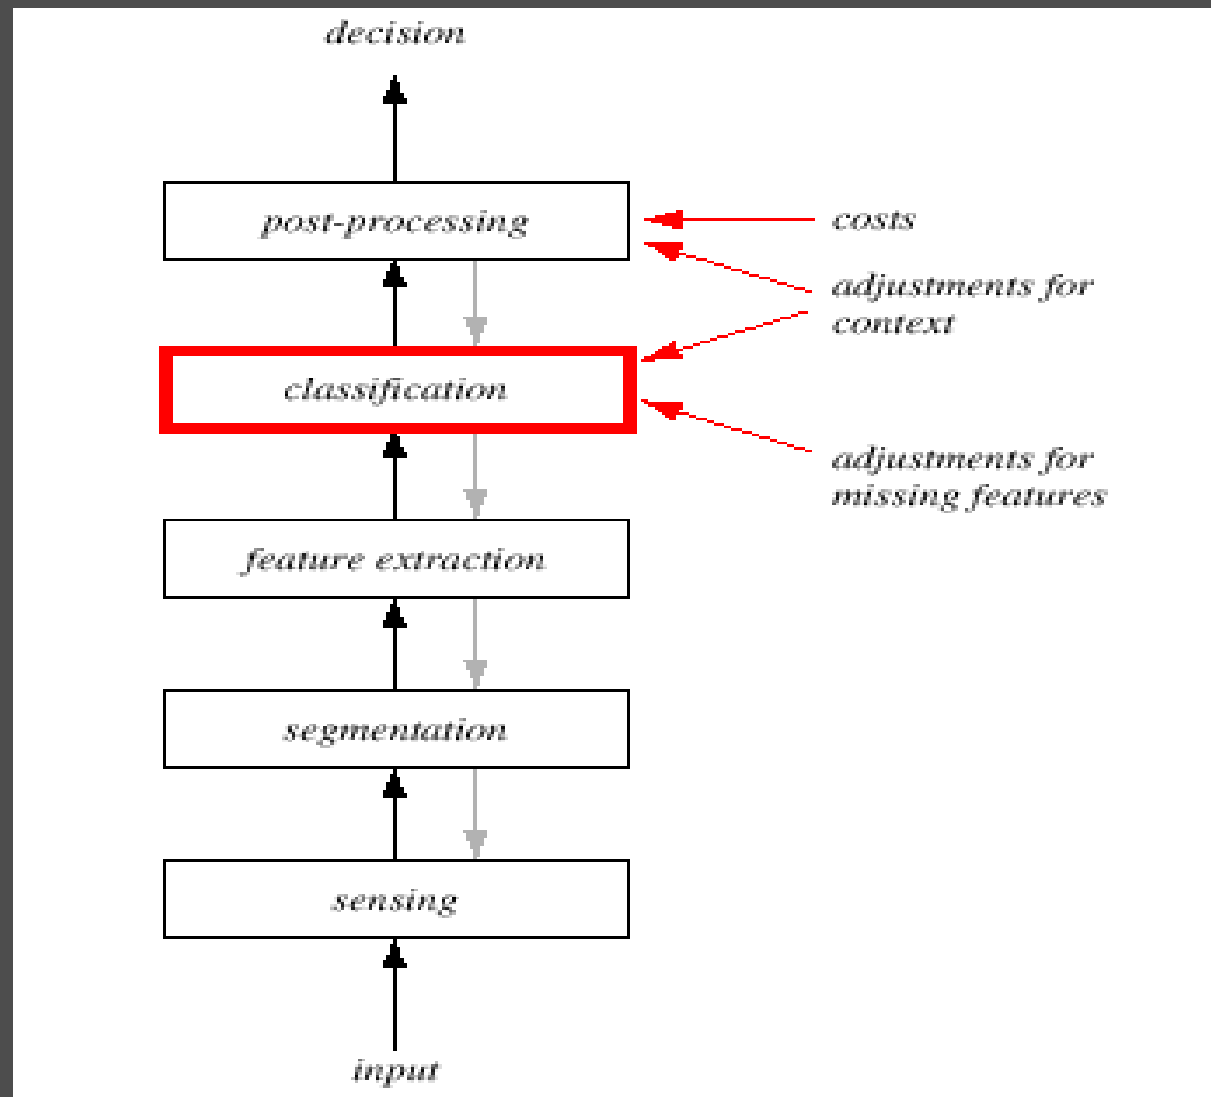 decision
post-processing
costs
adjustments for
context
classification
adjustments for
missing features
feature extraction
segmentation
sensing
input